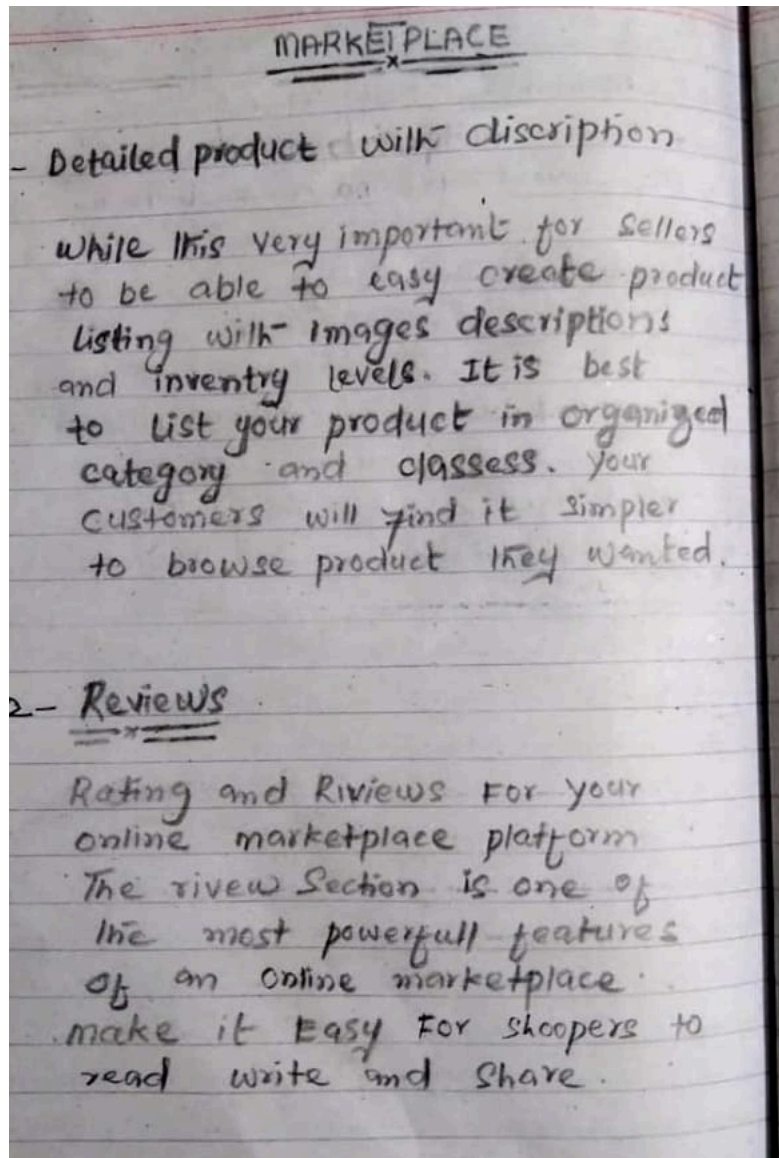 MARKETPLACE
- Detailed product with discription
while this very important for sellers
to be able to easy create product
Listing with images descriptions
and inventry levels. It is best
to List your product in organized
category and classess. your
customers will find it simpler
to browse product they wanted.
2- Reviews
Rating and Riviews For your
online marketplace platform
The rivew Section is one of
the most powerfull features
of an online marketplace.
make it Easy For shoopers to
read write and Share.